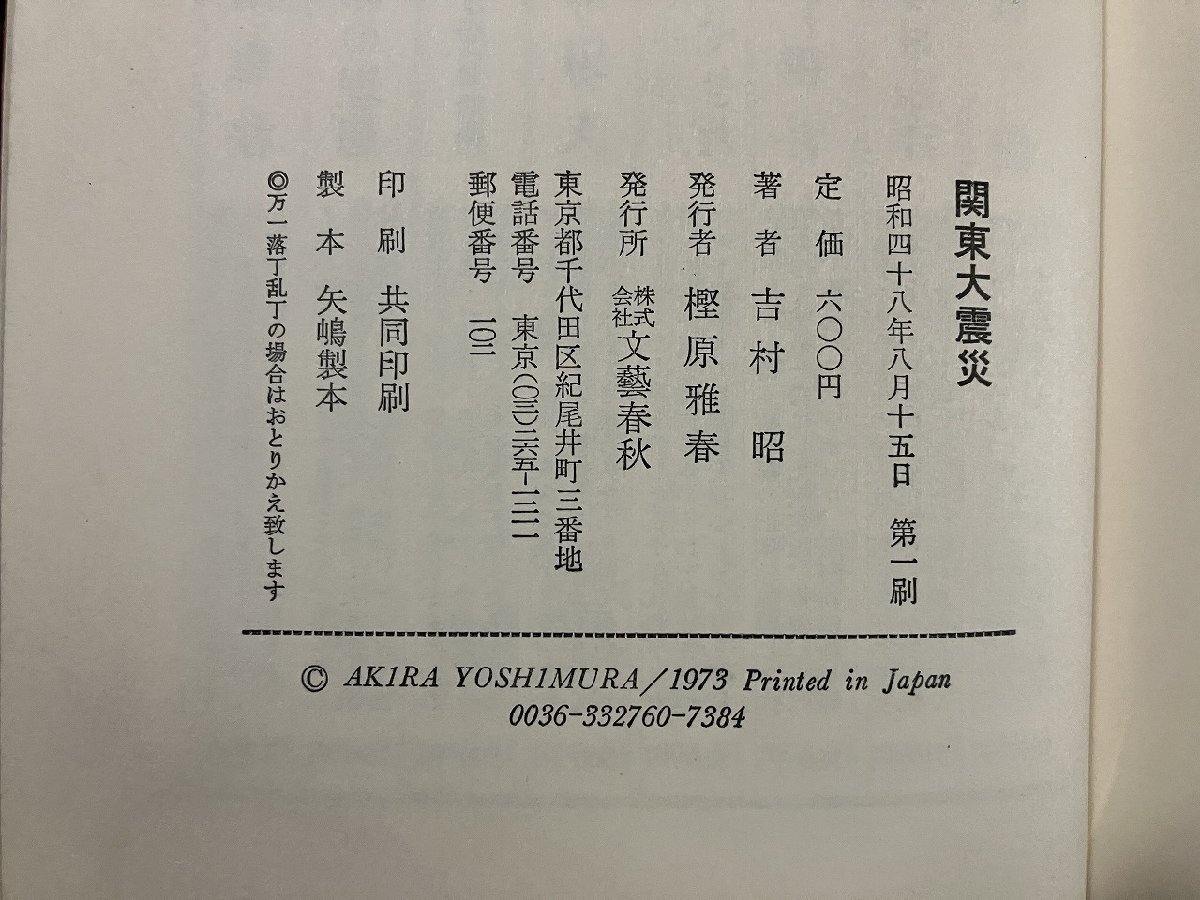 関東大震災
昭和四十八年八月十五日 第一刷
定価 六〇〇円
著者 吉村 昭
発行者 樫原雅春
発行所 株式会社文藝春秋
東京都千代田区紀尾井町三番地
電話番号 東京(〇三)二六五-一二一一
郵便番号 一〇二
印刷 共同印刷
製本 矢嶋製本
◎万一落丁乱丁の場合はおとりかえ致します
© AKIRA YOSHIMURA/1973 Printed in Japan
0036-332760-7384